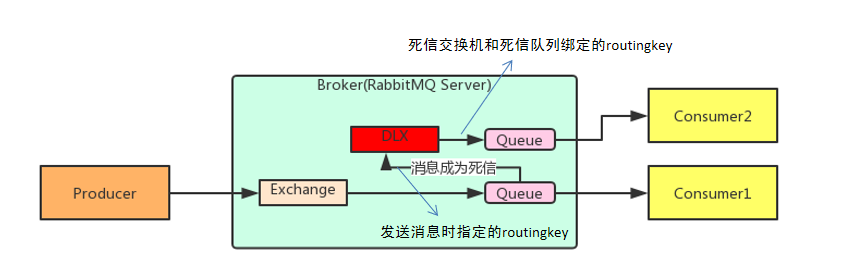 死信交换机和死信队列绑定的routingkey
Broker(RabbitMQ Server)
DLX
Queue
Consumer2
消息成为死信
Producer
Exchange
Queue
Consumer1
发送消息时指定的routingkey